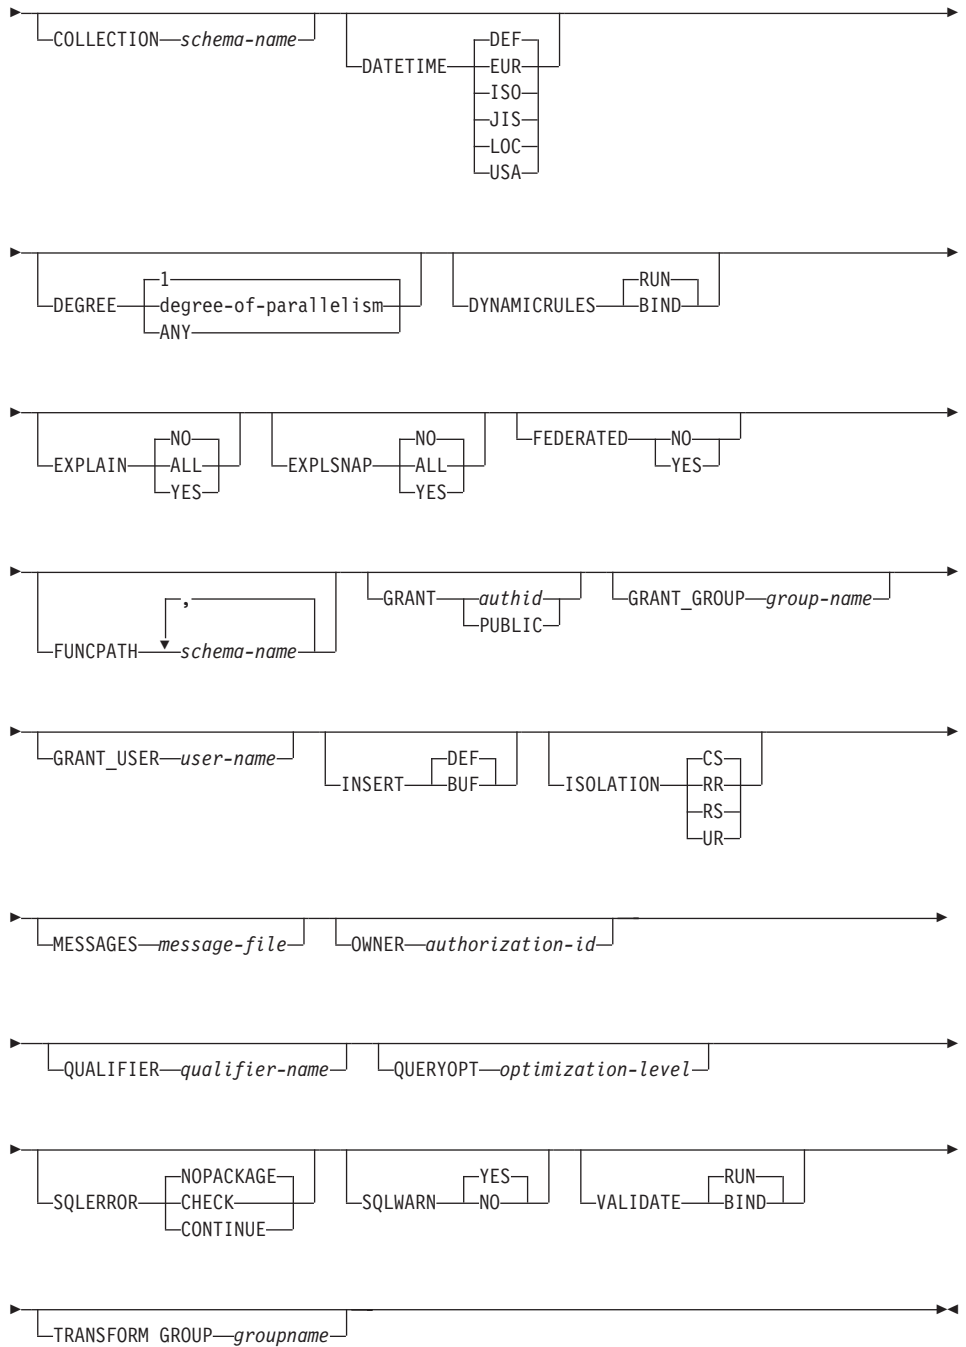 COLLECTION schema-name
DATETIME
DEF
EUR
ISO
JIS
LOC
USA
DEGREE
1
degree-of-parallelism
ANY
DYNAMICRULES
RUN
BIND
EXPLAIN
NO
ALL
YES
EXPLSNAP
NO
ALL
YES
FEDERATED
NO
YES
FUNCPATH
,
schema-name
GRANT
authid
PUBLIC
GRANT_GROUP group-name
GRANT_USER user-name
INSERT
DEF
BUF
ISOLATION
CS
RR
RS
UR
MESSAGES message-file
OWNER authorization-id
QUALIFIER qualifier-name
QUERYOPT optimization-level
SQLERROR
NOPACKAGE
CHECK
CONTINUE
SQLWARN
YES
NO
VALIDATE
RUN
BIND
TRANSFORM GROUP groupname